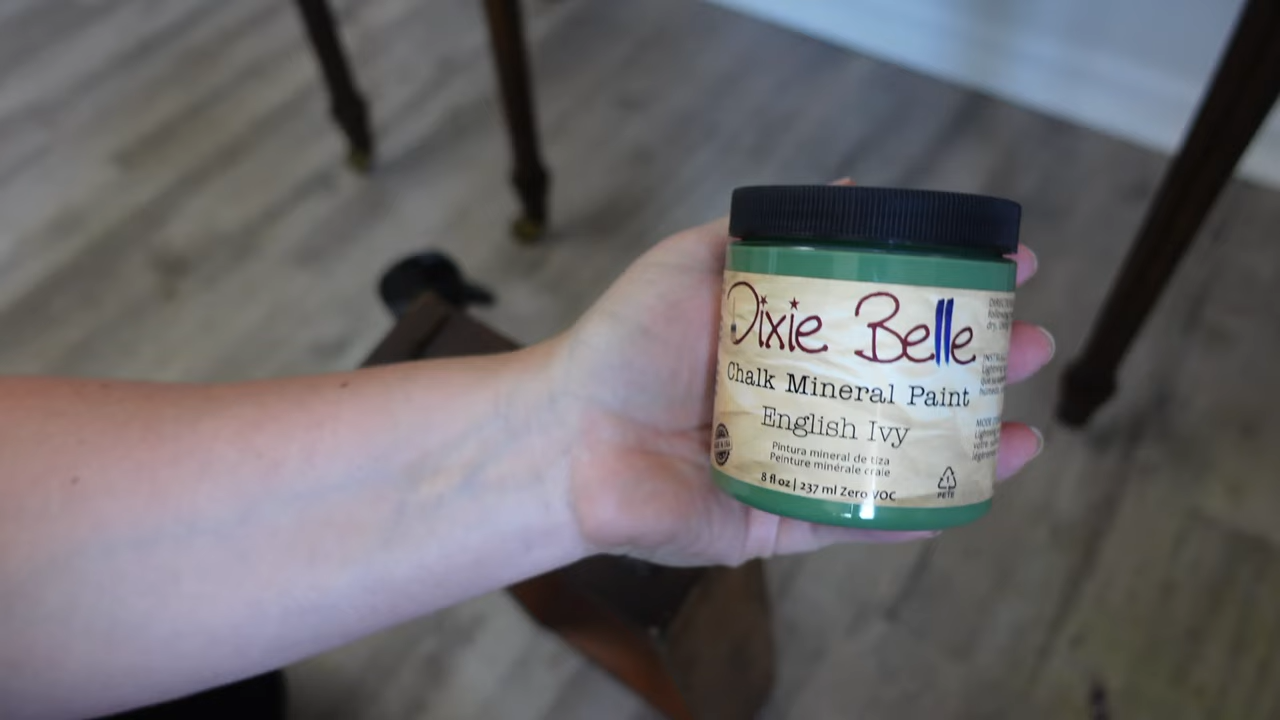 Dixie Belle
Chalk Mineral Paint
English Ivy
Pintura mineral de tiza
Peinture minérale craie
8 fl oz | 237 ml Zero VOC
PETE
1